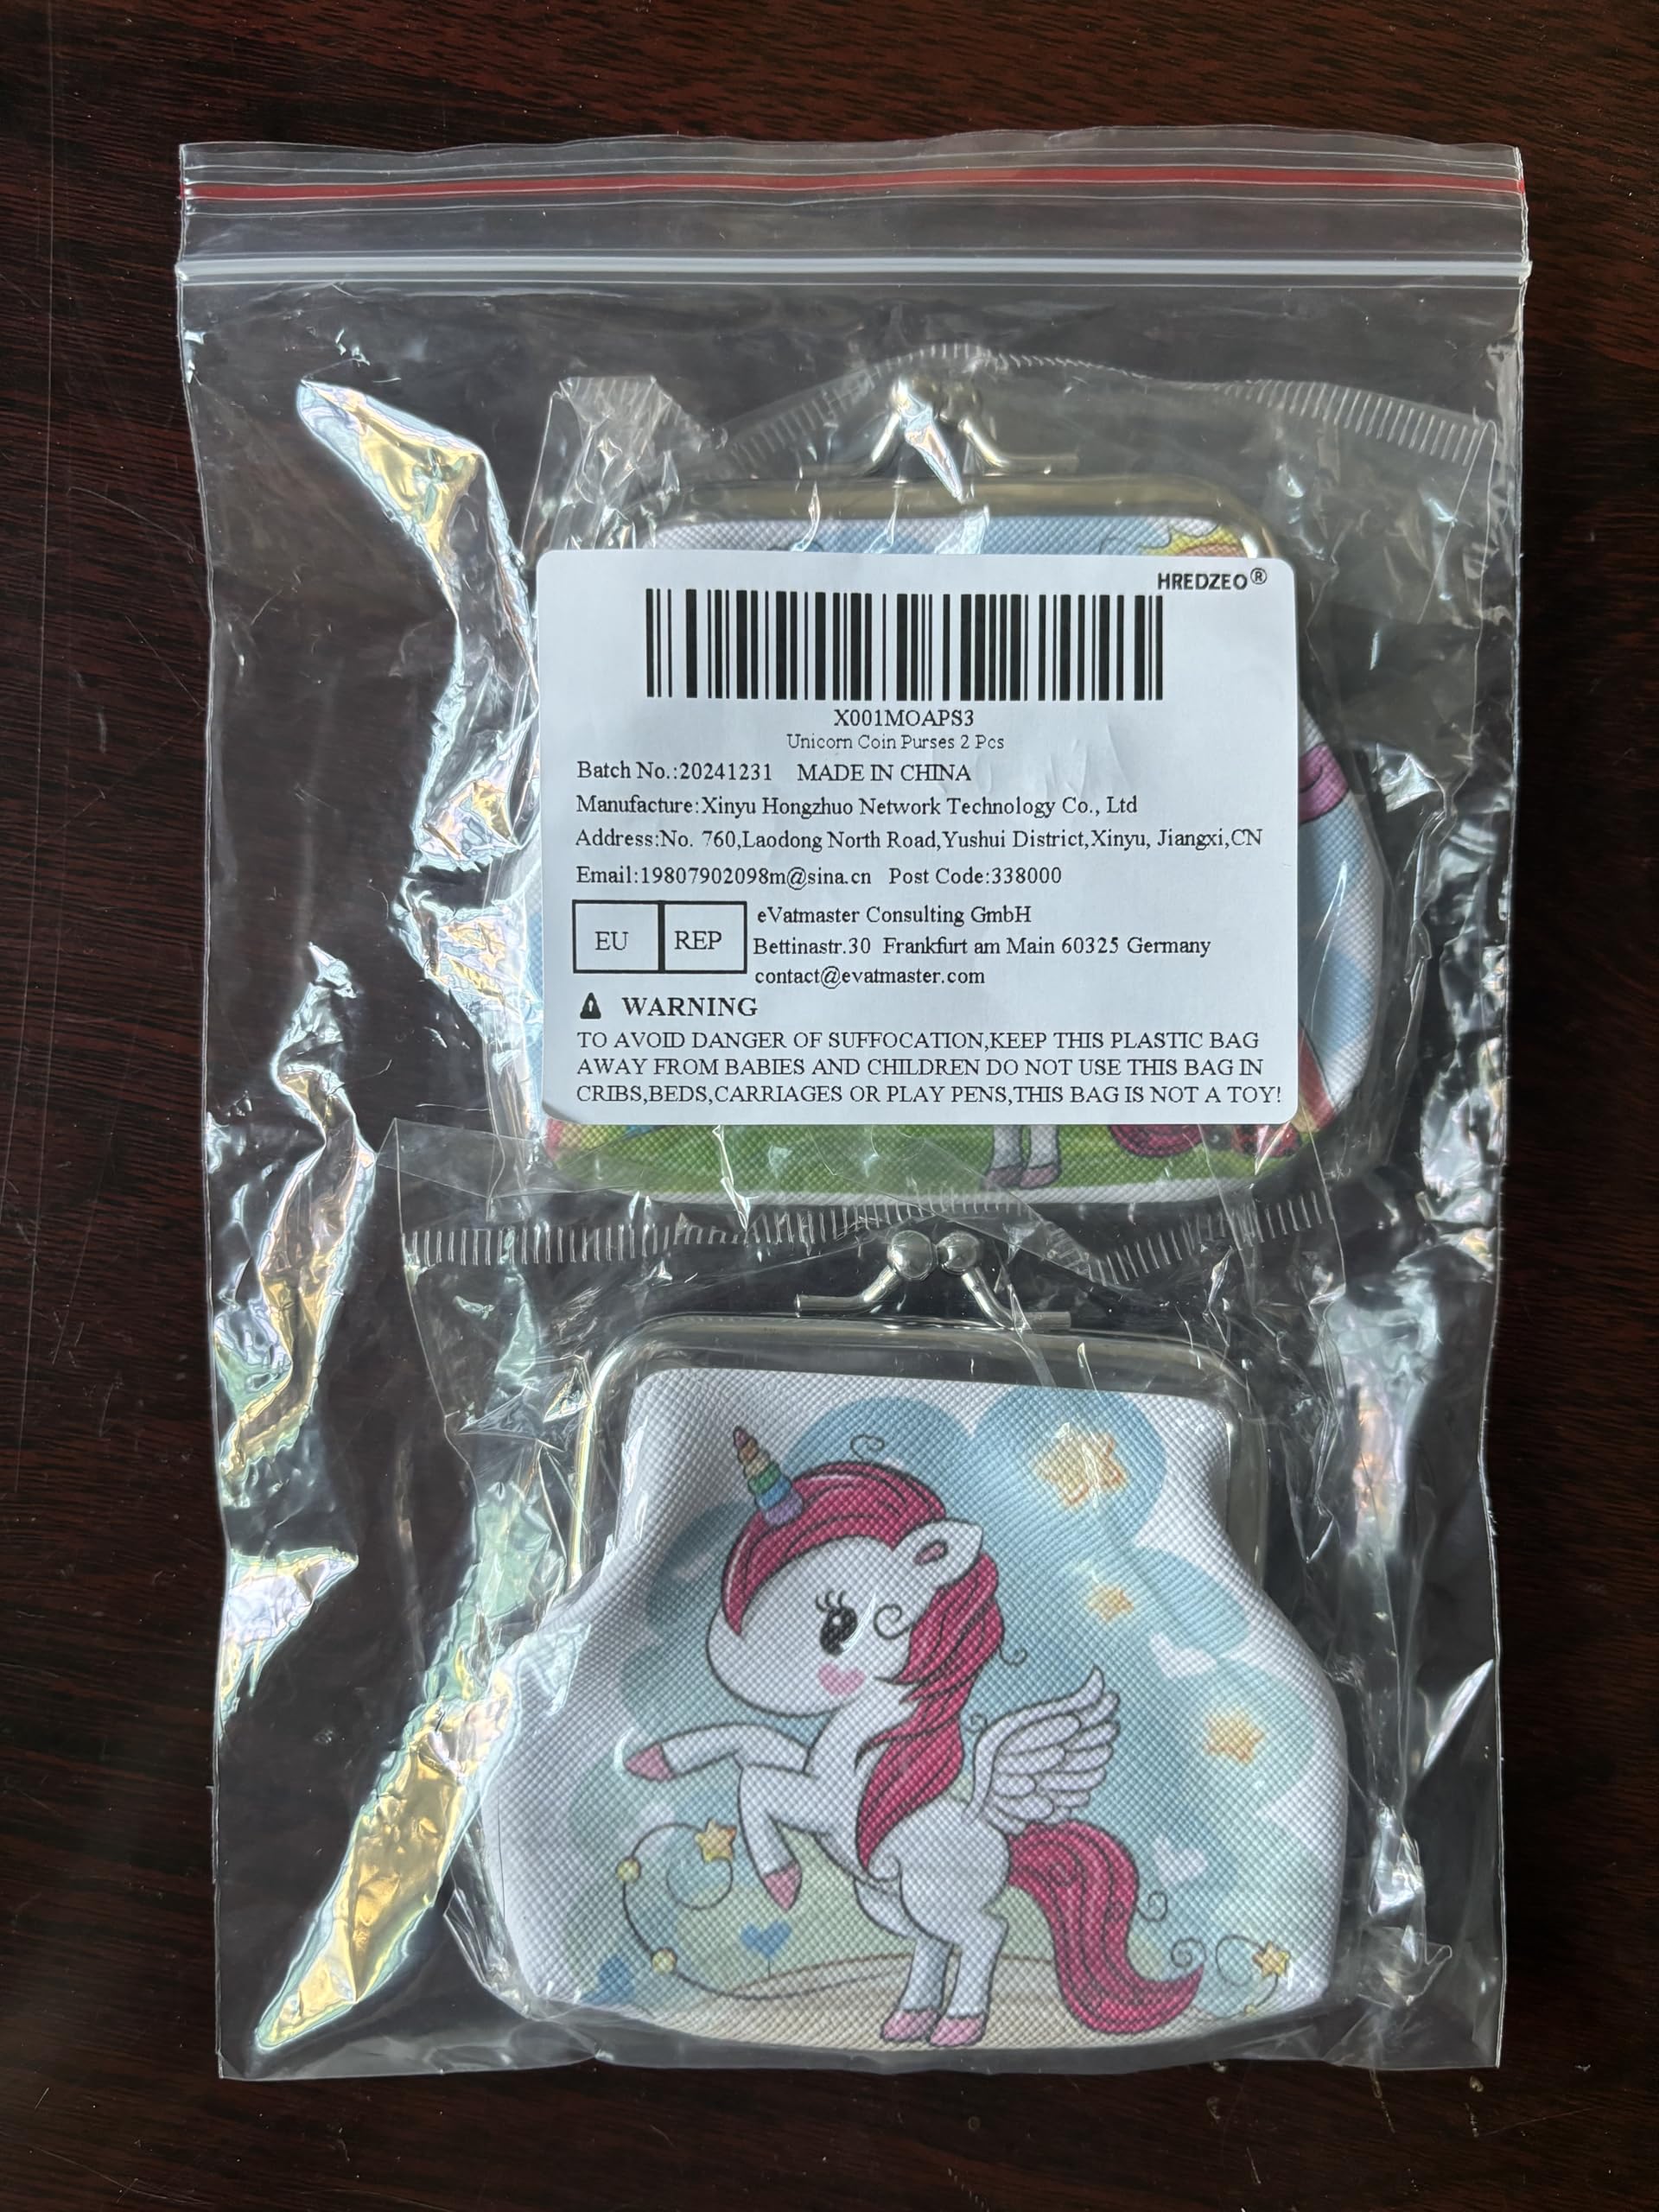 HREDZEO®
X001MOAPS3
Unicorn Coin Purses 2 Pcs
Batch No.:20241231 MADE IN CHINA
Manufacture:Xinyu Hongzhuo Network Technology Co., Ltd
Address:No. 760,Laodong North Road,Yushui District,Xinyu, Jiangxi,CN
Email:19807902098m@sina.cn Post Code:338000
EU REP eVatmaster Consulting GmbH
Bettinastr.30 Frankfurt am Main 60325 Germany
contact@evatmaster.com
WARNING
TO AVOID DANGER OF SUFFOCATION,KEEP THIS PLASTIC BAG
AWAY FROM BABIES AND CHILDREN DO NOT USE THIS BAG IN
CRIBS,BEDS,CARRIAGES OR PLAY PENS,THIS BAG IS NOT A TOY!